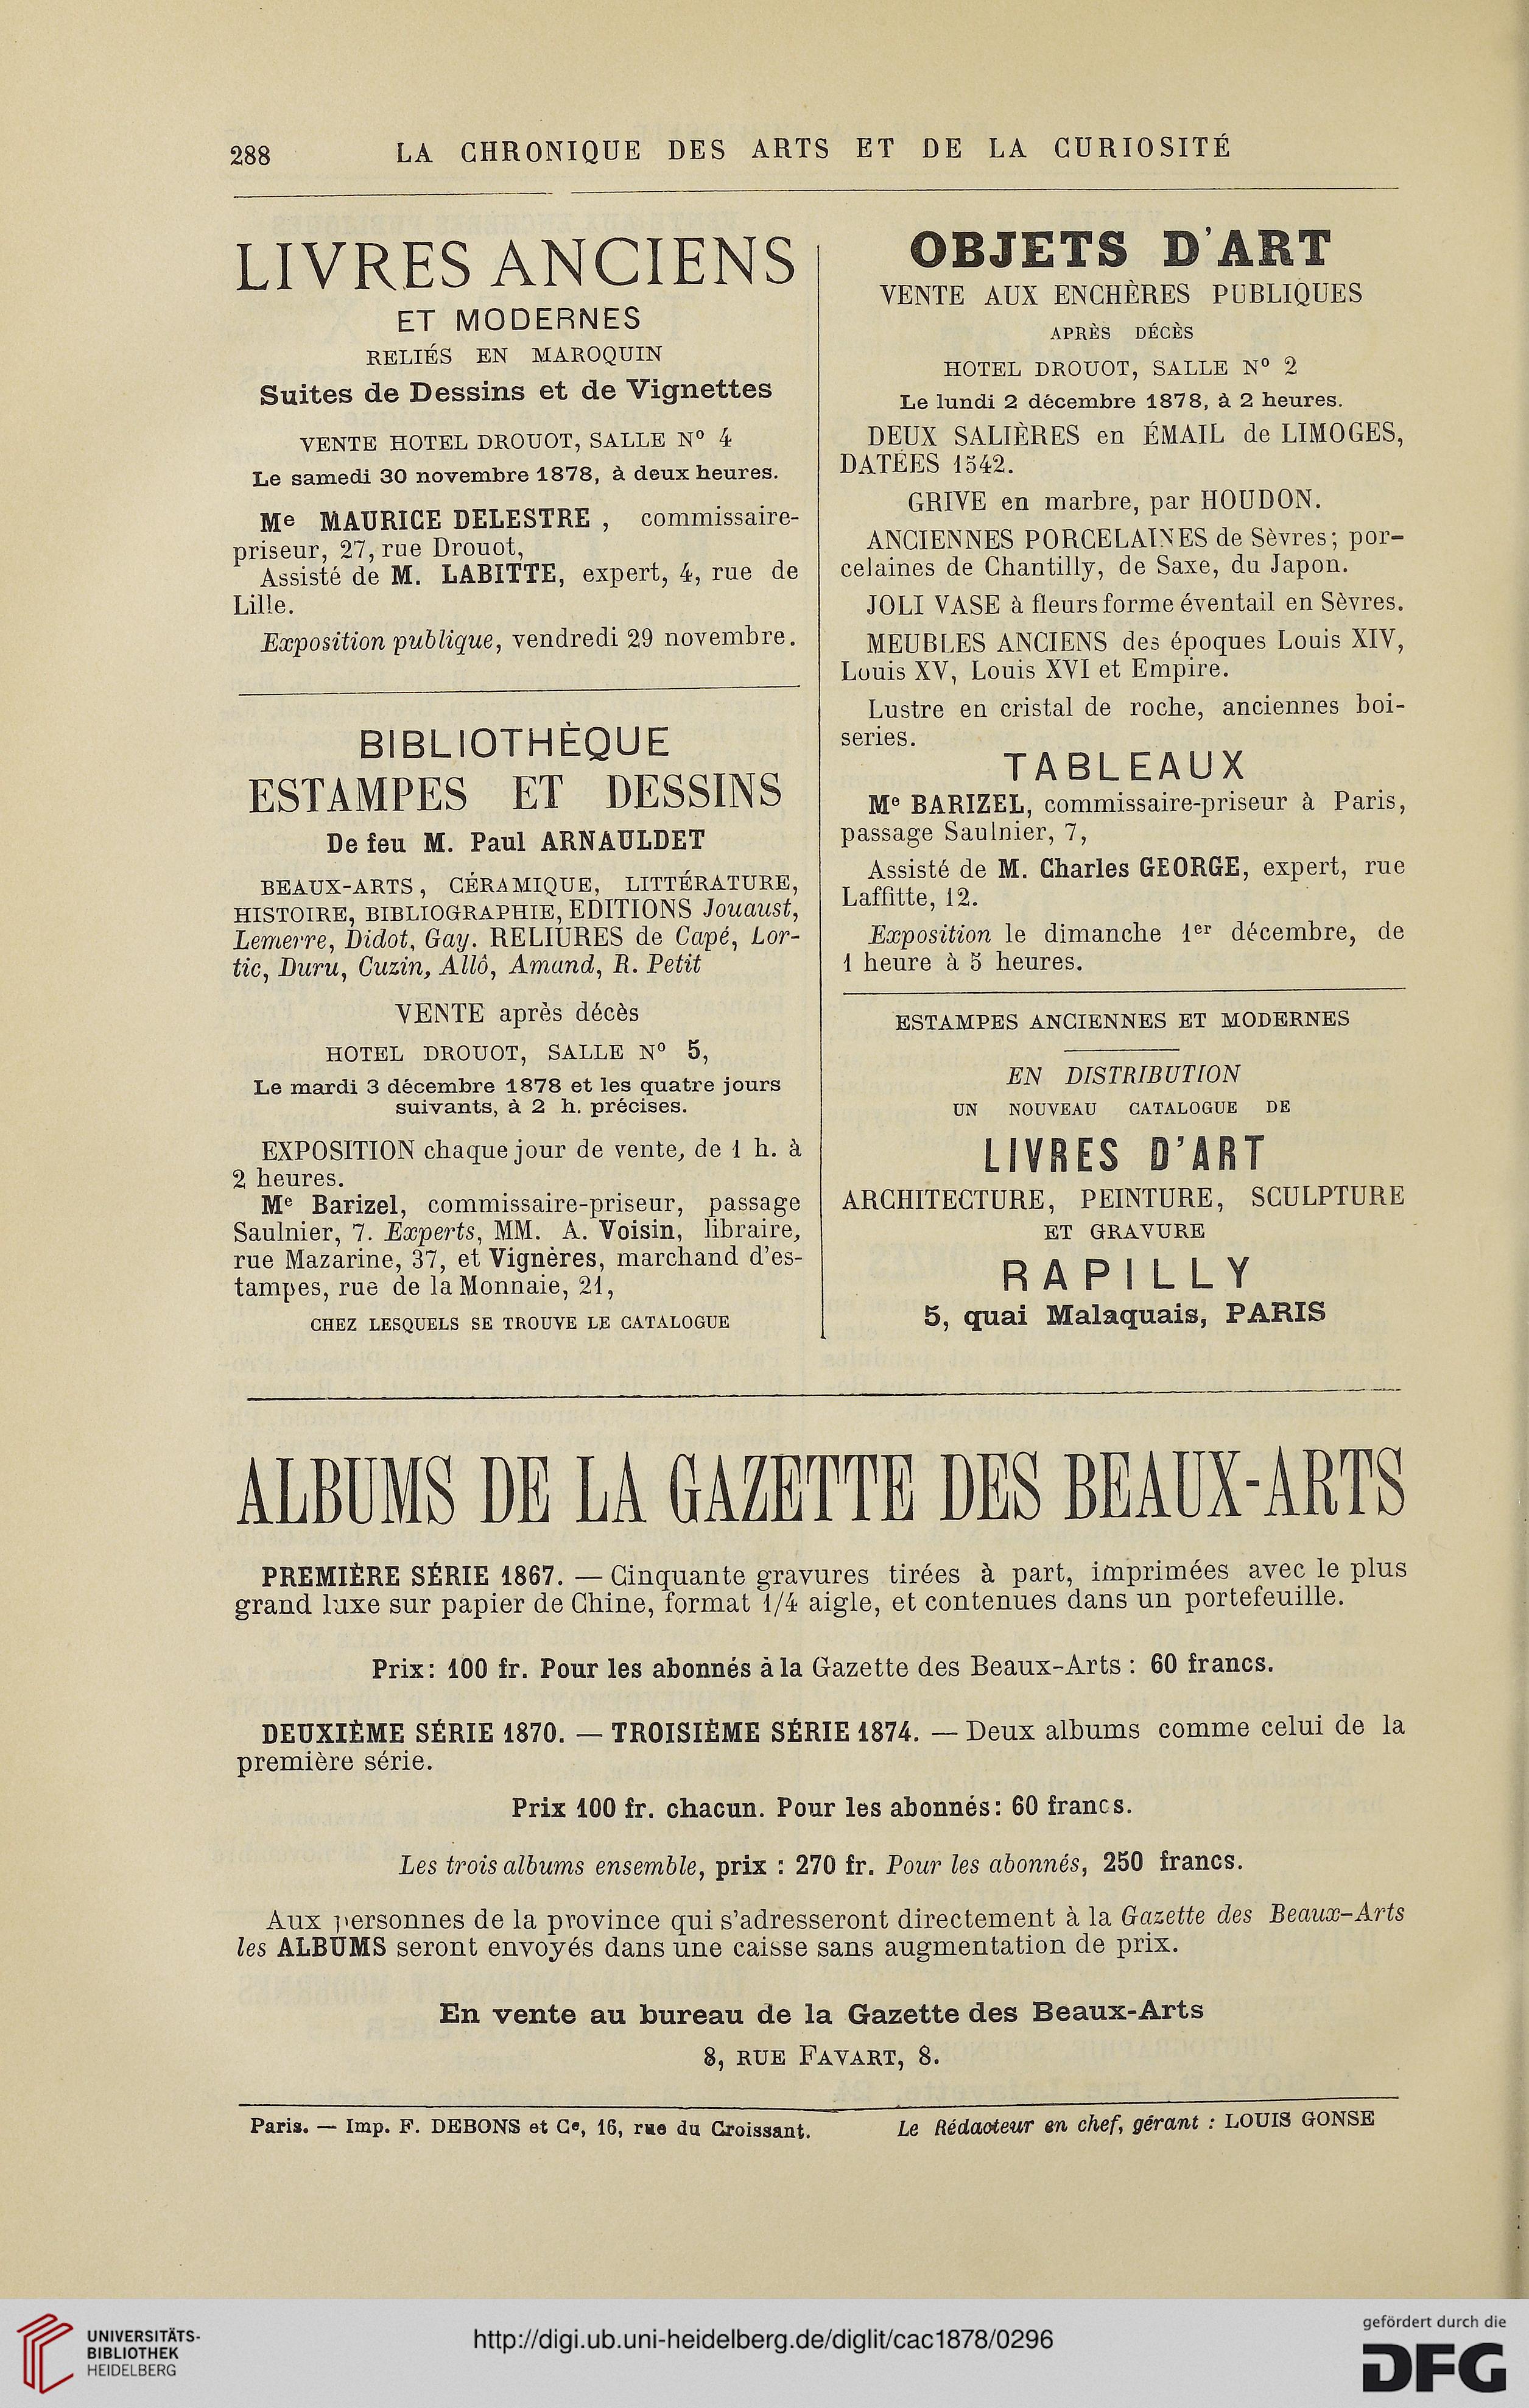 288 LA CHRONIQUE DES ARTS ET DE LA CURIOSITÉ
LIVRES ANCIENS
ET MODERNES
RELIÉS EN MAROQUIN
Suites de Dessins et de Vignettes
VENTE HOTEL DROUOT, SALLE N° 4
Le samedi 30 novembre 1878, à deux heures.
Me MAURICE DELESTRE, commissaire-
priseur, 27, rue Drouot,
Assisté de M. LABITTE, expert, 4, rue de
Lille.
Exposition publique, vendredi 29 novembre.
BIBLIOTHÈQUE
ESTAMPES ET DESSINS
De feu M. Paul ARNAULDET
BEAUX-ARTS, CÉRAMIQUE, LITTÉRATURE,
HISTOIRE, BIBLIOGRAPHIE, EDITIONS Jouaust,
Lemerre, Didot, Gay. RELIURES de Capé, Lor-
tic, Duru, Cuzin, Allô, Amand, R. Petit
VENTE après décès
HOTEL DROUOT, SALLE N° 5,
Le mardi 3 décembre 1878 et les quatre jours
suivants, à 2 h. précises.
EXPOSITION chaque jour de vente, de 1 h. à
2 heures.
Me Barizel, commissaire-priseur, passage
Saulnier, 7. Experts, MM. A. Voisin, libraire,
rue Mazarine, 37, et Vignères, marchand d'es-
tampes, rue de la Monnaie, 21,
CHEZ LESQUELS SE TROUVE LE CATALOGUE
OBJETS D'ART
VENTE AUX ENCHÈRES PUBLIQUES
APRÈS DÉCÈS
HOTEL DROUOT, SALLE N° 2
Le lundi 2 décembre 1878, à 2 heures.
DEUX SALIÈRES en ÉMAIL de LIMOGES,
DATÉES 1542.
GRIVE en marbre, par HOUDON.
ANCIENNES PORCELAINES de Sèvres; por-
celaines de Chantilly, de Saxe, du Japon.
JOLI VASE à fleurs forme éventail en Sèvres.
MEUBLES ANCIENS des époques Louis XIV,
Louis XV, Louis XVI et Empire.
Lustre en cristal de roche, anciennes boi-
series.
TABLEAUX
Me BARIZEL, commissaire-priseur à Paris,
passage Saulnier, 7,
Assisté de M. Charles GEORGE, expert, rue
Laffitte, 12.
Exposition le dimanche 1er décembre, de
1 heure à 5 heures.
ESTAMPES ANCIENNES ET MODERNES
EN DISTRIBUTION
UN NOUVEAU CATALOGUE DE
LIVRES D'ART
ARCHITECTURE, PEINTURE, SCULPTURE
ET GRAVURE
RAPILLY
5, quai Malaquais, PARIS
ALBUMS DE LA GAZETTE DES BEAUX-ARTS
PREMIÈRE SÉRIE 1867. — Cinquante gravures tirées à part, imprimées avec le plus
grand luxe sur papier de Chine, format 1/4 aigle, et contenues dans un portefeuille.
Prix: 100 fr. Pour les abonnés à la Gazette des Beaux-Arts: 60 francs.
DEUXIÈME SÉRIE 1870. — TROISIÈME SÉRIE 1874. — Deux albums comme celui de la
première série.
Prix 100 fr. chacun. Pour les abonnés: 60 francs.
Les trois albums ensemble, prix : 270 fr. Pour les abonnés, 250 francs.
Aux personnes de la province qui s'adresseront directement à la Gazette des Beaux-Arts
les ALBUMS seront envoyés dans une caisse sans augmentation de prix.
En vente au bureau de la Gazette des Beaux-Arts
8, RUE FAVART, 8.
Paris. — Imp. F. DEBONS et Ce, 16, rue du Croissant.
Le Rédacteur en chef, gérant : LOUIS GONSE
UNIVERSITÄTS-
BIBLIOTHEK
HEIDELBERG
http://digi.ub.uni-heidelberg.de/diglit/cac1878/0296
gefördert durch die
DFG